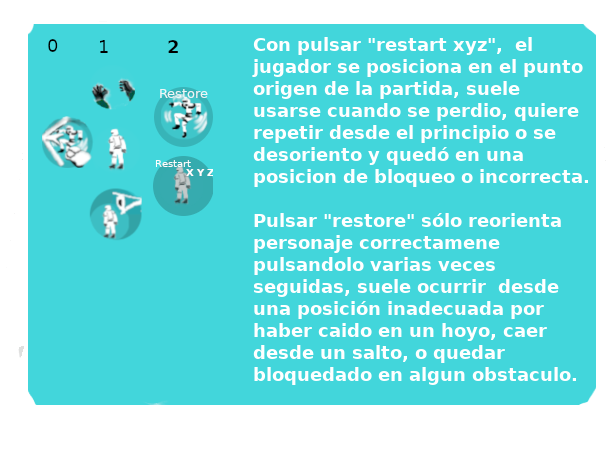 0 1 2
Restore
Restart
X Y Z
Con pulsar "restart xyz", el
jugador se posiciona en el punto
origen de la partida, suele
usarse cuando se perdio, quiere
repetir desde el principio o se
desoriento y quedó en una
posicion de bloqueo o incorrecta.
Pulsar "restore" sólo reorienta
personaje correctamene
pulsandolo varias veces
seguidas, suele ocurrir desde
una posición inadecuada por
haber caido en un hoyo, caer
desde un salto, o quedar
bloquedado en algun obstaculo.